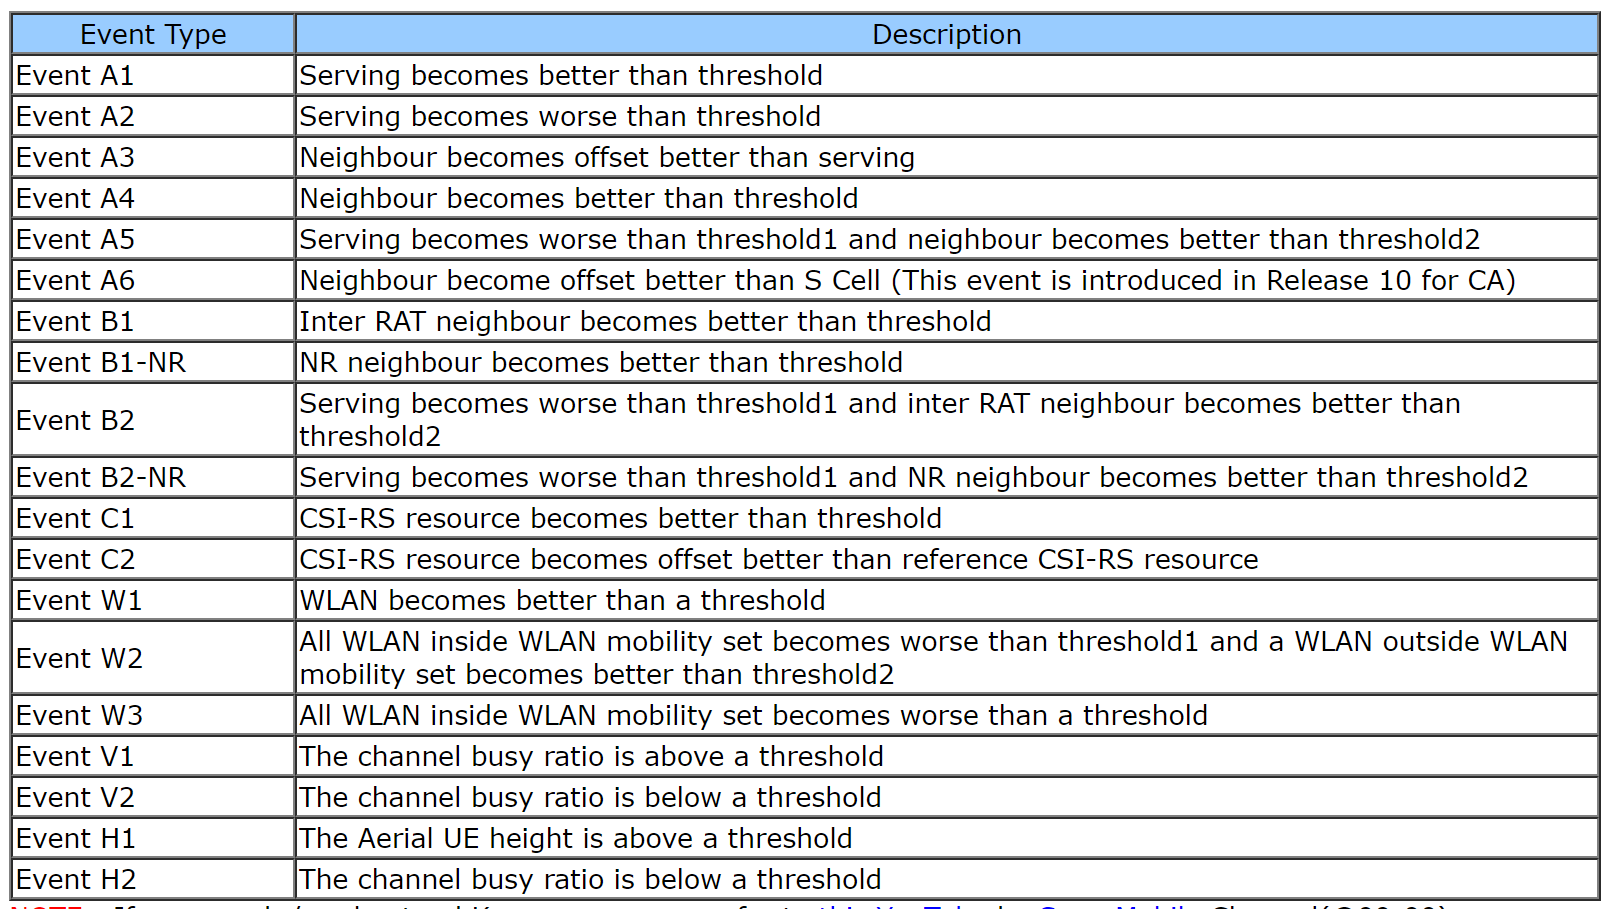 Event Type Description
Event A1 Serving becomes better than threshold
Event A2 Serving becomes worse than threshold
Event A3 Neighbour becomes offset better than serving
Event A4 Neighbour becomes better than threshold
Event A5 Serving becomes worse than threshold1 and neighbour becomes better than threshold2
Event A6 Neighbour become offset better than S Cell (This event is introduced in Release 10 for CA)
Event B1 Inter RAT neighbour becomes better than threshold
Event B1-NR NR neighbour becomes better than threshold
Event B2 Serving becomes worse than threshold1 and inter RAT neighbour becomes better than
threshold2
Event B2-NR Serving becomes worse than threshold1 and NR neighbour becomes better than threshold2
Event C1 CSI-RS resource becomes better than threshold
Event C2 CSI-RS resource becomes offset better than reference CSI-RS resource
Event W1 WLAN becomes better than a threshold
Event W2 All WLAN inside WLAN mobility set becomes worse than threshold1 and a WLAN outside WLAN
mobility set becomes better than threshold2
Event W3 All WLAN inside WLAN mobility set becomes worse than a threshold
Event V1 The channel busy ratio is above a threshold
Event V2 The channel busy ratio is below a threshold
Event H1 The Aerial UE height is above a threshold
Event H2 The channel busy ratio is below a threshold